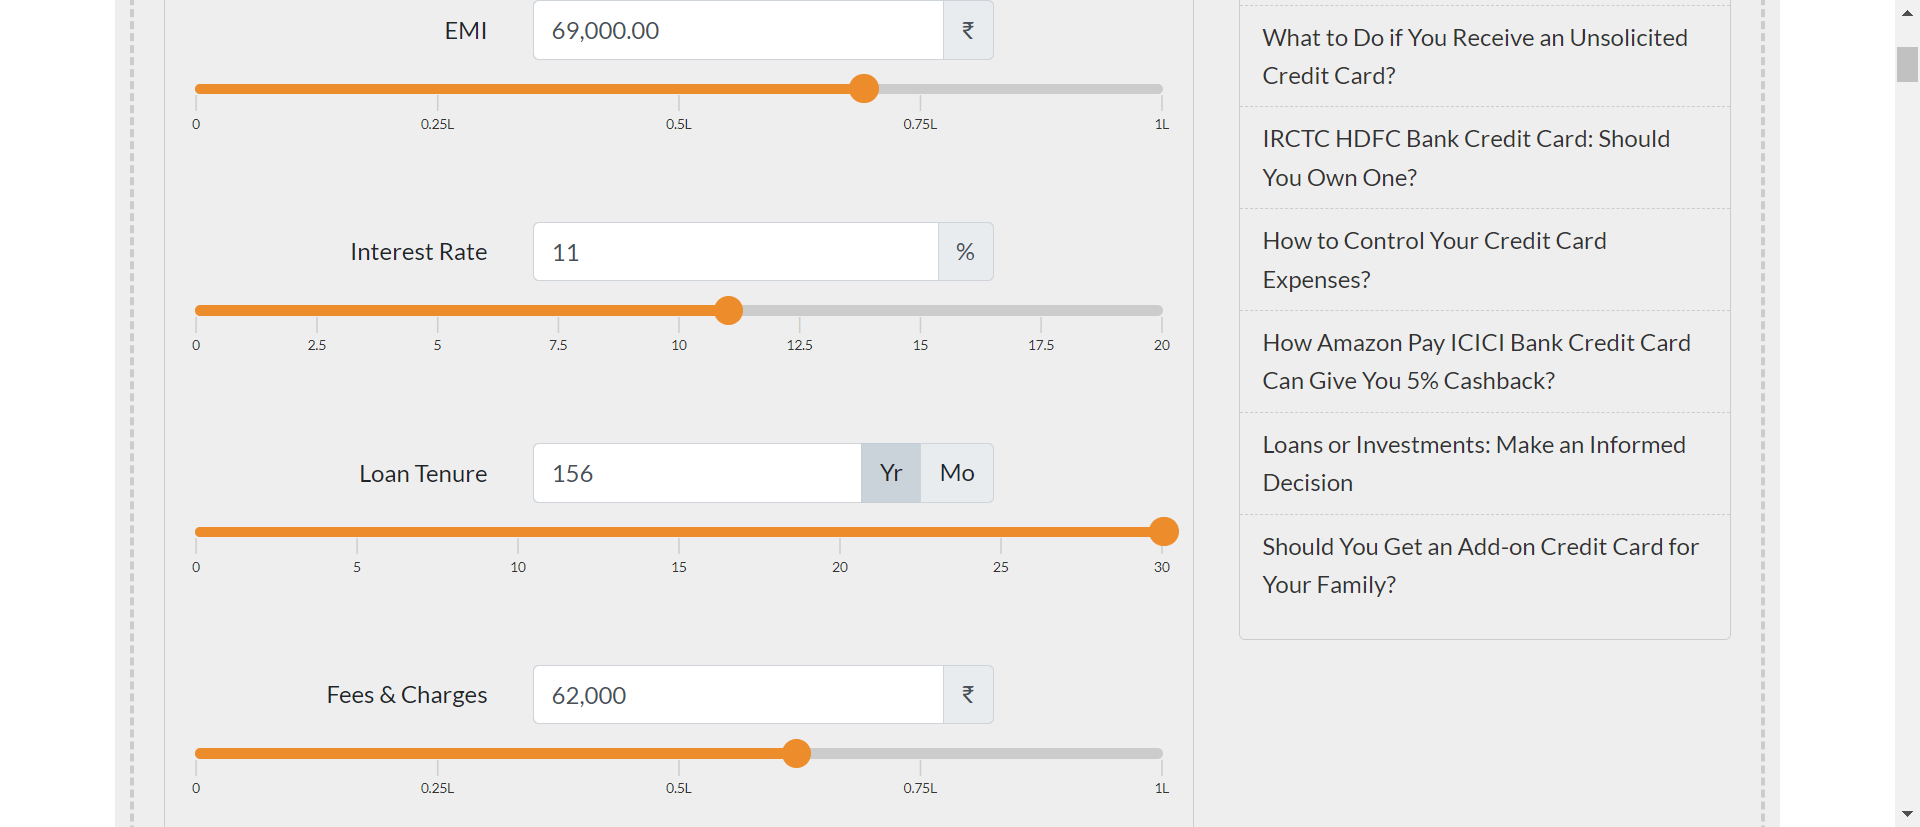 EMI 69,000.00 ₹
0 0.25L 0.5L 0.75L 1L
Interest Rate 11 %
0 2.5 5 7.5 10 12.5 15 17.5 20
Loan Tenure 156 Yr Mo
0 5 10 15 20 25 30
Fees & Charges 62,000 ₹
0 0.25L 0.5L 0.75L 1L
What to Do if You Receive an Unsolicited
Credit Card?
IRCTC HDFC Bank Credit Card: Should
You Own One?
How to Control Your Credit Card
Expenses?
How Amazon Pay ICICI Bank Credit Card
Can Give You 5% Cashback?
Loans or Investments: Make an Informed
Decision
Should You Get an Add-on Credit Card for
Your Family?